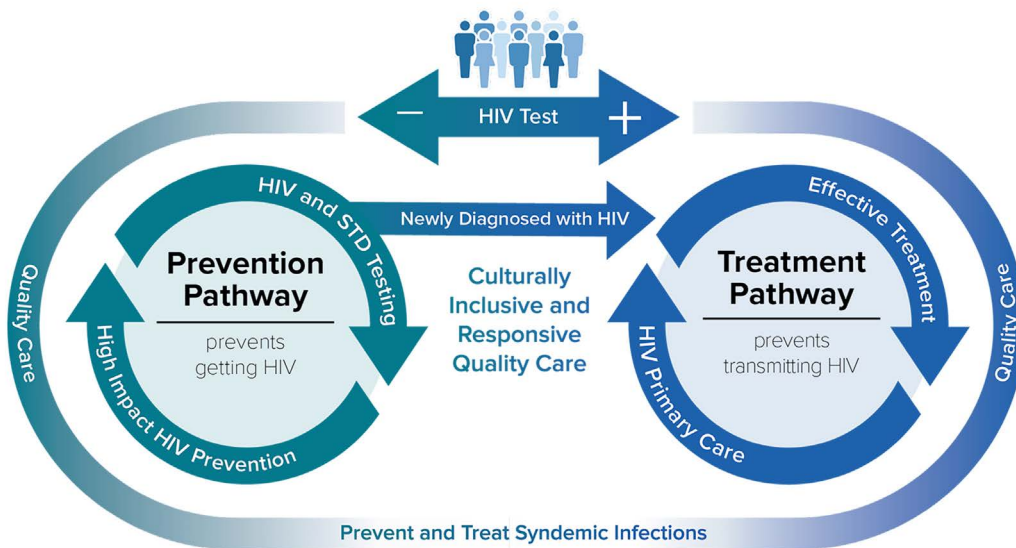 − HIV Test +
HIV and STD Testing
Newly Diagnosed with HIV
Effective Treatment
Quality Care
Prevention
Pathway
prevents
getting HIV
High Impact HIV Prevention
Culturally
Inclusive and
Responsive
Quality Care
Treatment
Pathway
prevents
transmitting HIV
HIV Primary Care
Quality Care
Prevent and Treat Syndemic Infections